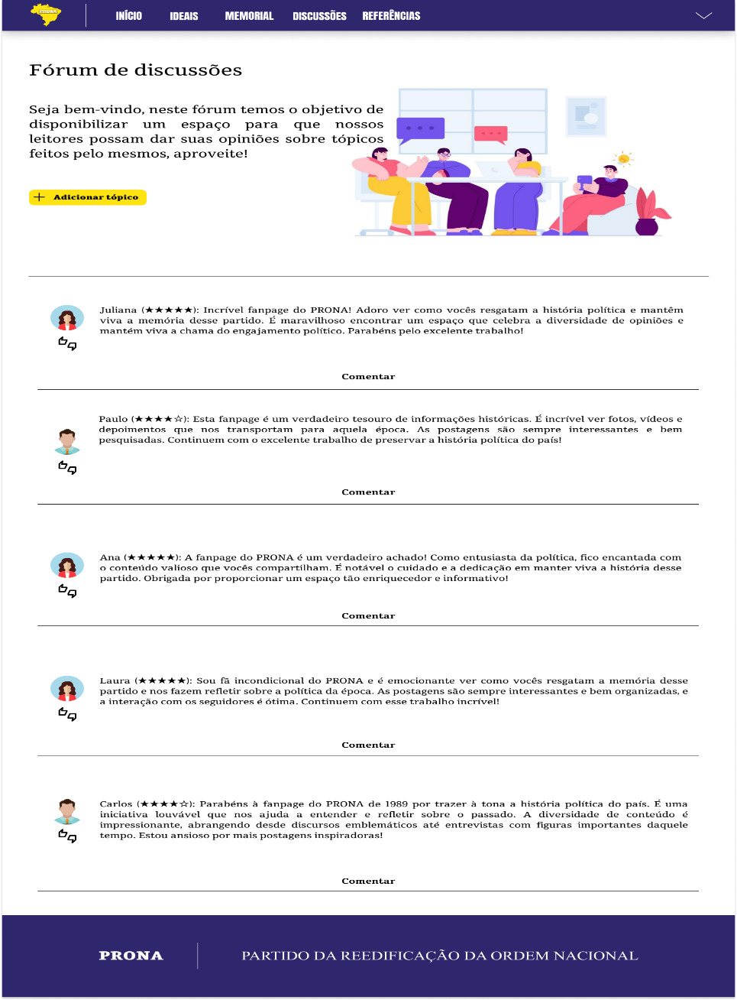 PRONA
INÍCIO IDEAIS MEMORIAL DISCUSSÕES REFERÊNCIAS
Fórum de discussões
Seja bem-vindo, neste fórum temos o objetivo de
disponibilizar um espaço para que nossos
leitores possam dar suas opiniões sobre tópicos
feitos pelo mesmos, aproveite!
Adicionar tópico
Juliana (★★★★★): Incrível fanpage do PRONA! Adoro ver como vocês resgatam a história política e mantêm
viva a memória desse partido. É maravilhoso encontrar um espaço que celebra a diversidade de opiniões e
mantém viva a chama do engajamento político. Parabéns pelo excelente trabalho!
Comentar
Paulo (★★★★☆): Esta fanpage é um verdadeiro tesouro de informações históricas. É incrível ver fotos, vídeos e
depoimentos que nos transportam para aquela época. As postagens são sempre interessantes e bem
pesquisadas. Continuem com o excelente trabalho de preservar a história política do país!
Comentar
Ana (★★★★★): A fanpage do PRONA é um verdadeiro achado! Como entusiasta da política, fico encantada com
o conteúdo valioso que vocês compartilham. É notável o cuidado e a dedicação em manter viva a história desse
partido. Obrigada por proporcionar um espaço tão enriquecedor e informativo!
Comentar
Laura (★★★★★): Sou fã incondicional do PRONA e é emocionante ver como vocês resgatam a memória desse
partido e nos fazem refletir sobre a política da época. As postagens são sempre interessantes e bem organizadas, e
a interação com os seguidores é ótima. Continuem com esse trabalho incrível!
Comentar
Carlos (★★★★☆): Parabéns à fanpage do PRONA de 1989 por trazer à tona a história política do país. É uma
iniciativa louvável que nos ajuda a entender e refletir sobre o passado. A diversidade de conteúdo é
impressionante, abrangendo desde discursos emblemáticos até entrevistas com figuras importantes daquele
tempo. Estou ansioso por mais postagens inspiradoras!
Comentar
PRONA
PARTIDO DA REEDIFICAÇÃO DA ORDEM NACIONAL